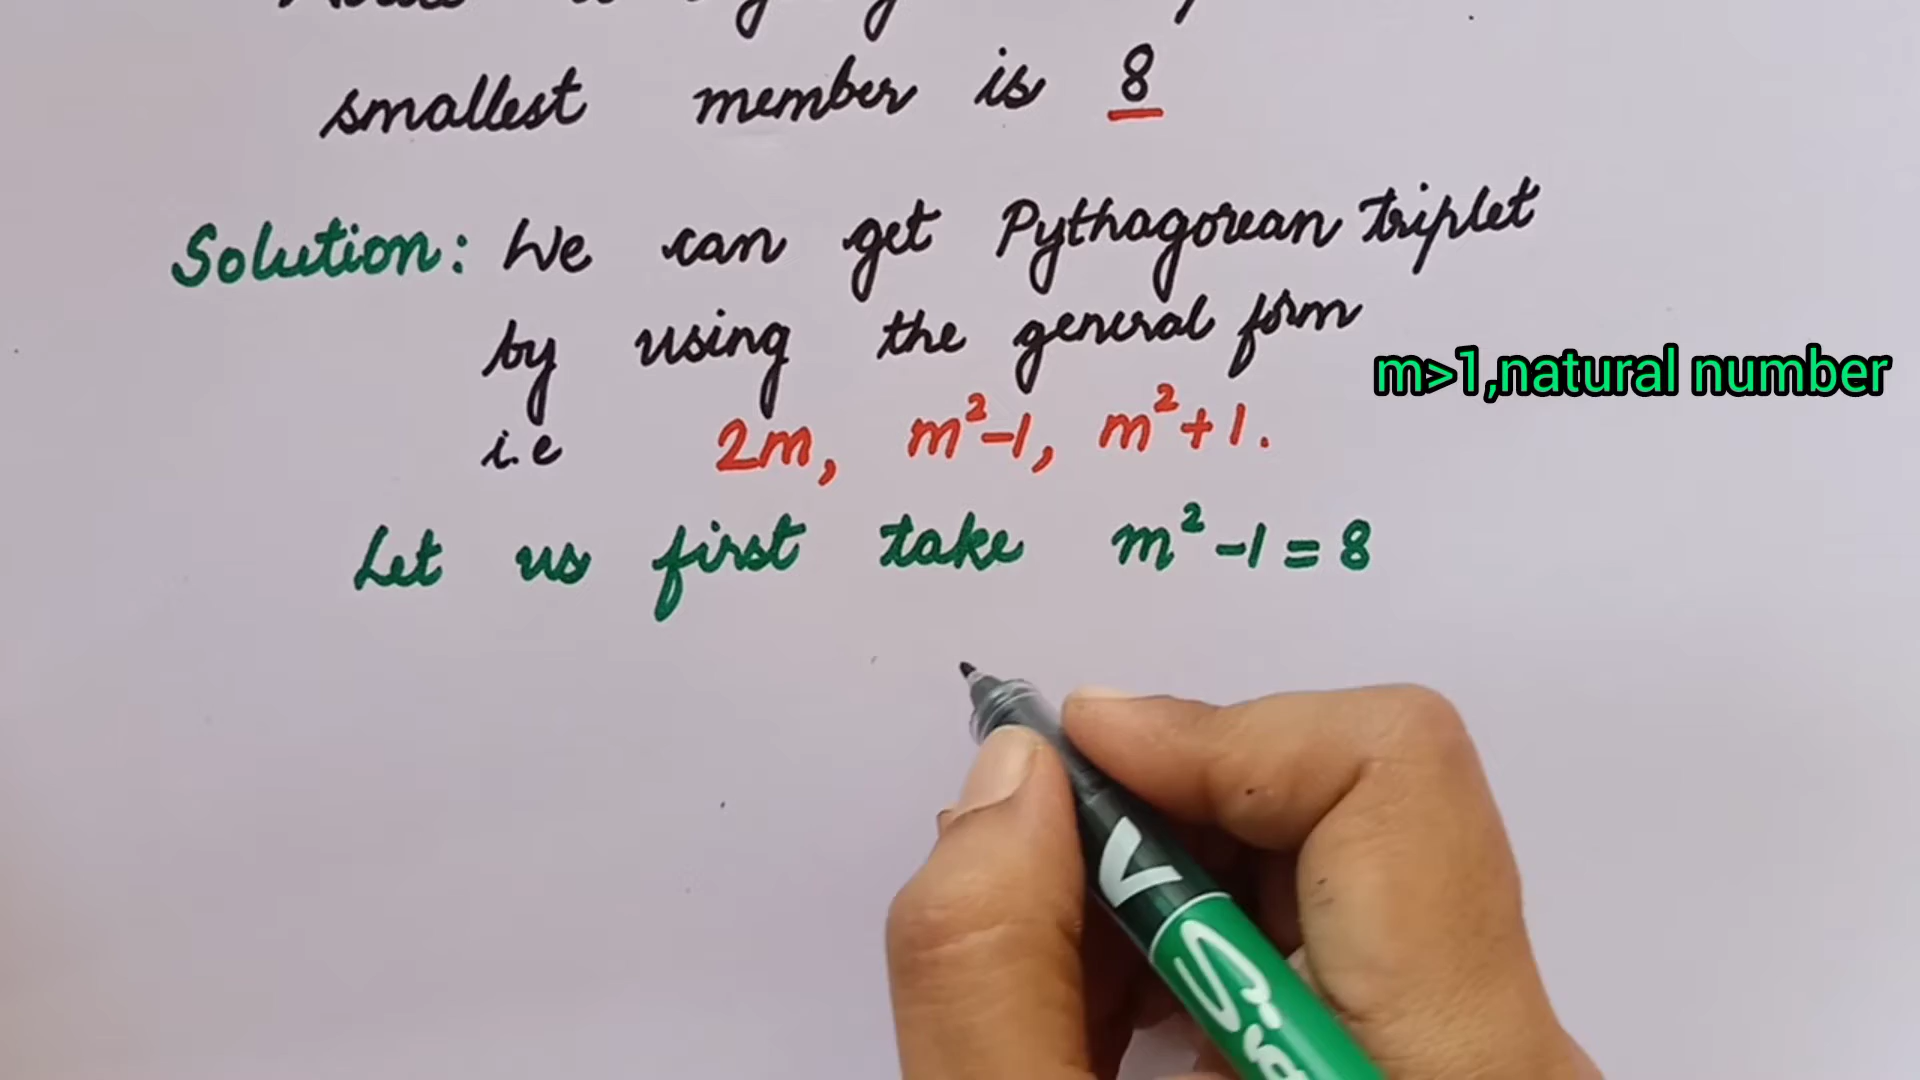 smallest member is 8
Solution: We can get Pythagorean triplet
by using the general form
m>1,natural number
i.e 2m, m²-1, m²+1.
Let us first take m²-1=8
V